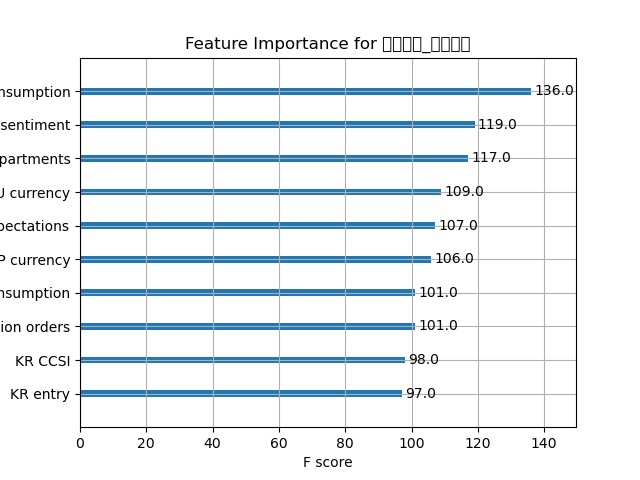 Feature Importance for
nsumption 136.0
sentiment 119.0
partments 117.0
U currency 109.0
pectations 107.0
P currency 106.0
nsumption 101.0
ion orders 101.0
KR CCSI 98.0
KR entry 97.0
0 20 40 60 80 100 120 140
F score